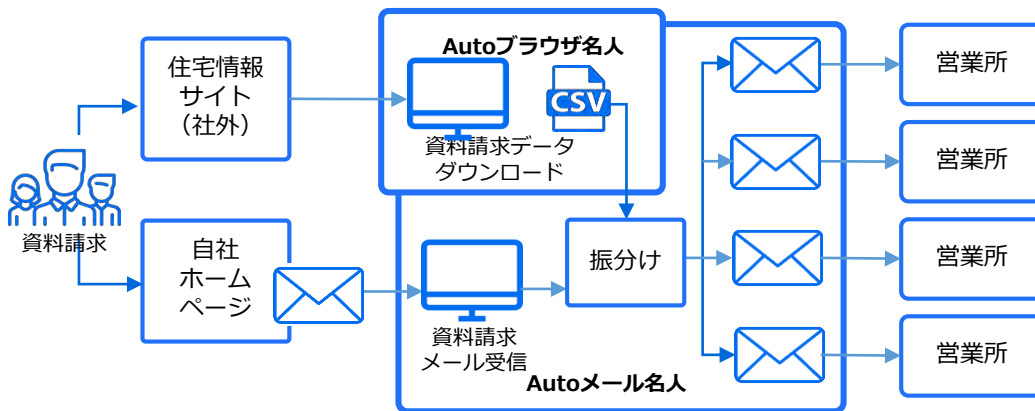 資料請求
住宅情報
サイト
（社外）
自社
ホーム
ページ
Autoブラウザ名人
CSV
資料請求データ
ダウンロード
資料請求
メール受信
振分け
Autoメール名人
営業所
営業所
営業所
営業所